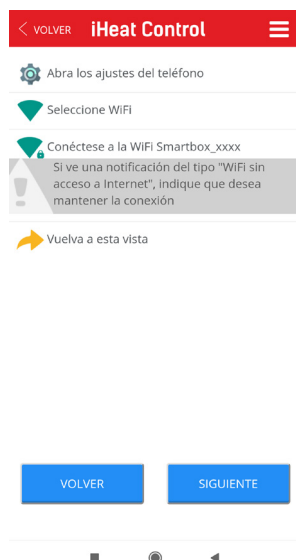 VOLVER iHeat Control
Abra los ajustes del teléfono
Seleccione WiFi
Conéctese a la WiFi Smartbox_xxxx
Si ve una notificación del tipo "WiFi sin
acceso a Internet", indique que desea
mantener la conexión
Vuelva a esta vista
VOLVER SIGUIENTE